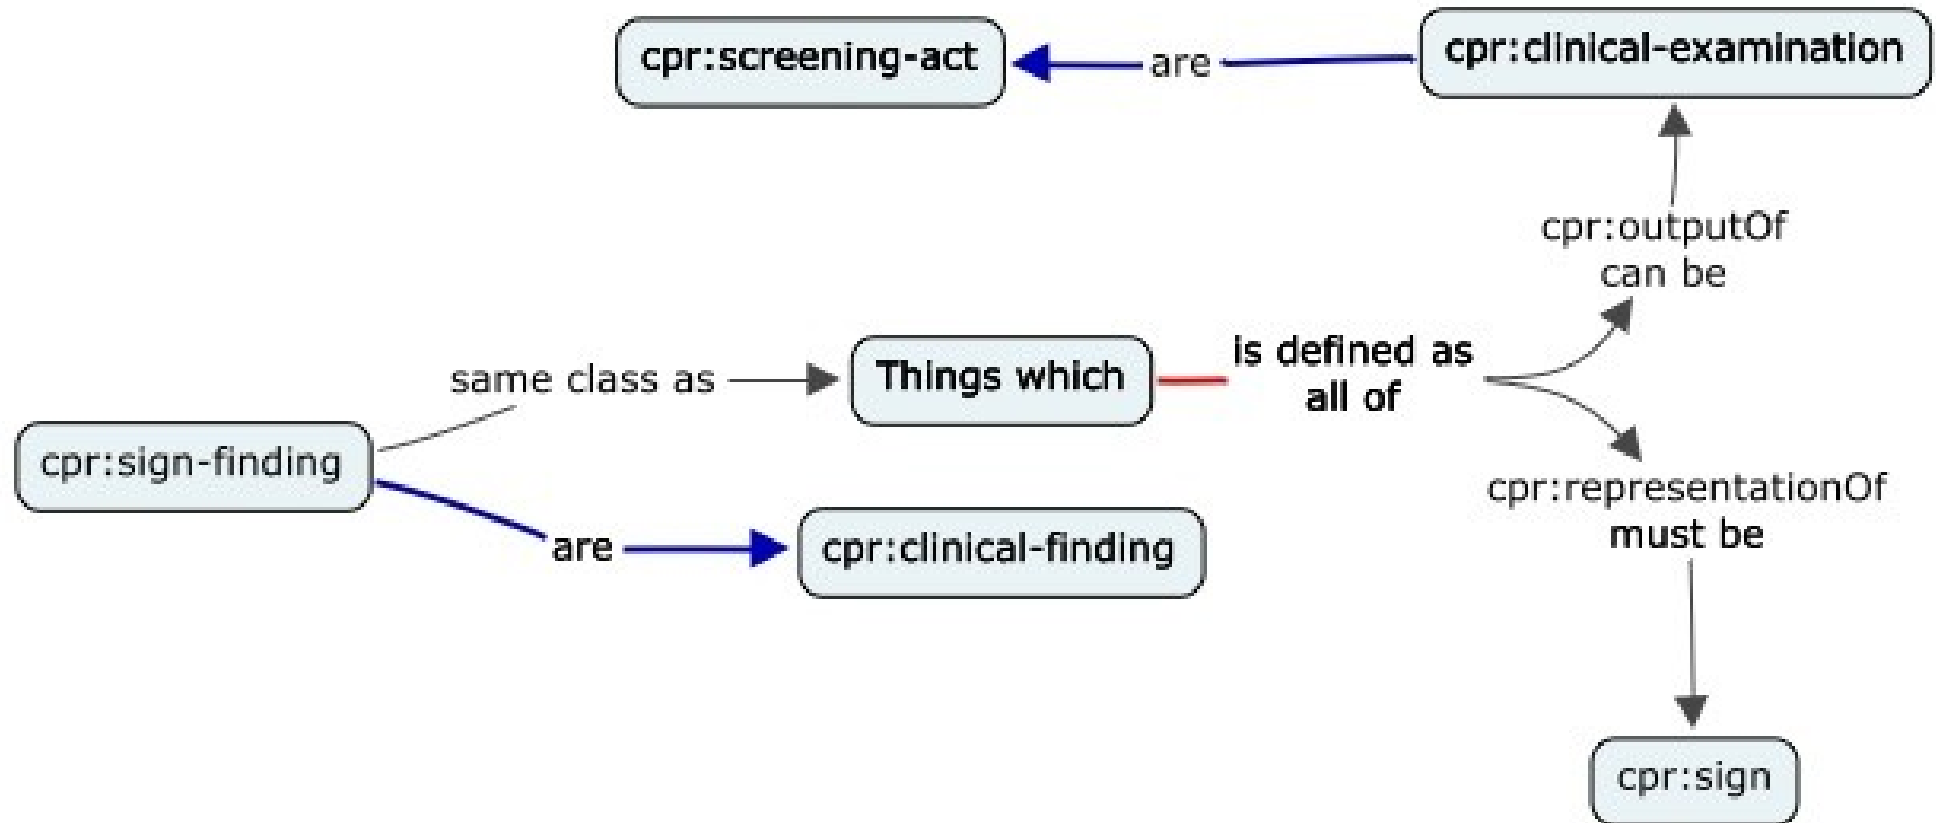 cpr:screening-act
are
cpr:clinical-examination
cpr:outputOf
can be
same class as
Things which
is defined as
all of
cpr:sign-finding
cpr:representationOf
must be
are
cpr:clinical-finding
cpr:sign